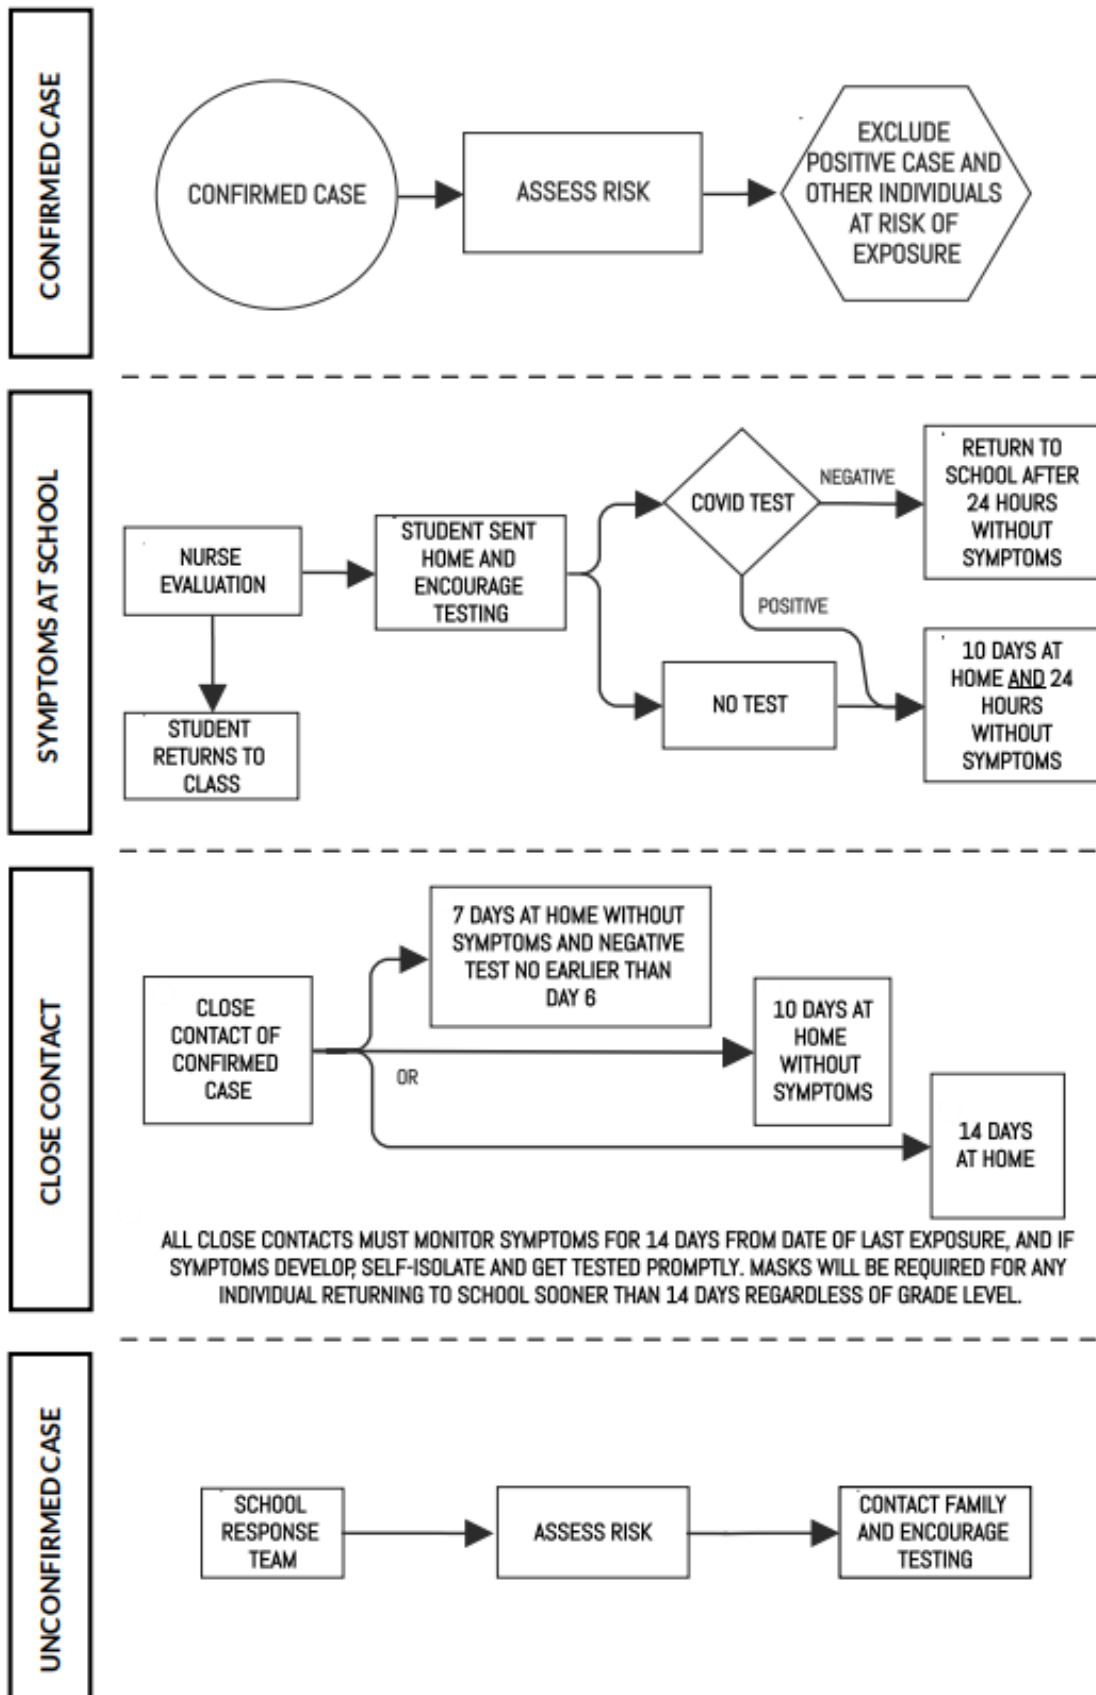 CONFIRMED CASE
CONFIRMED CASE
ASSESS RISK
EXCLUDE
POSITIVE CASE AND
OTHER INDIVIDUALS
AT RISK OF
EXPOSURE
SYMPTOMS AT SCHOOL
NURSE
EVALUATION
STUDENT
RETURNS TO
CLASS
STUDENT SENT
HOME AND
ENCOURAGE
TESTING
COVID TEST
NEGATIVE
RETURN TO
SCHOOL AFTER
24 HOURS
WITHOUT
SYMPTOMS
POSITIVE
NO TEST
10 DAYS AT
HOME AND 24
HOURS
WITHOUT
SYMPTOMS
CLOSE CONTACT
CLOSE
CONTACT OF
CONFIRMED
CASE
7 DAYS AT HOME WITHOUT
SYMPTOMS AND NEGATIVE
TEST NO EARLIER THAN
DAY 6
OR
10 DAYS AT
HOME
WITHOUT
SYMPTOMS
14 DAYS
AT HOME
ALL CLOSE CONTACTS MUST MONITOR SYMPTOMS FOR 14 DAYS FROM DATE OF LAST EXPOSURE, AND IF
SYMPTOMS DEVELOP, SELF-ISOLATE AND GET TESTED PROMPTLY. MASKS WILL BE REQUIRED FOR ANY
INDIVIDUAL RETURNING TO SCHOOL SOONER THAN 14 DAYS REGARDLESS OF GRADE LEVEL.
UNCONFIRMED CASE
SCHOOL
RESPONSE
TEAM
ASSESS RISK
CONTACT FAMILY
AND ENCOURAGE
TESTING